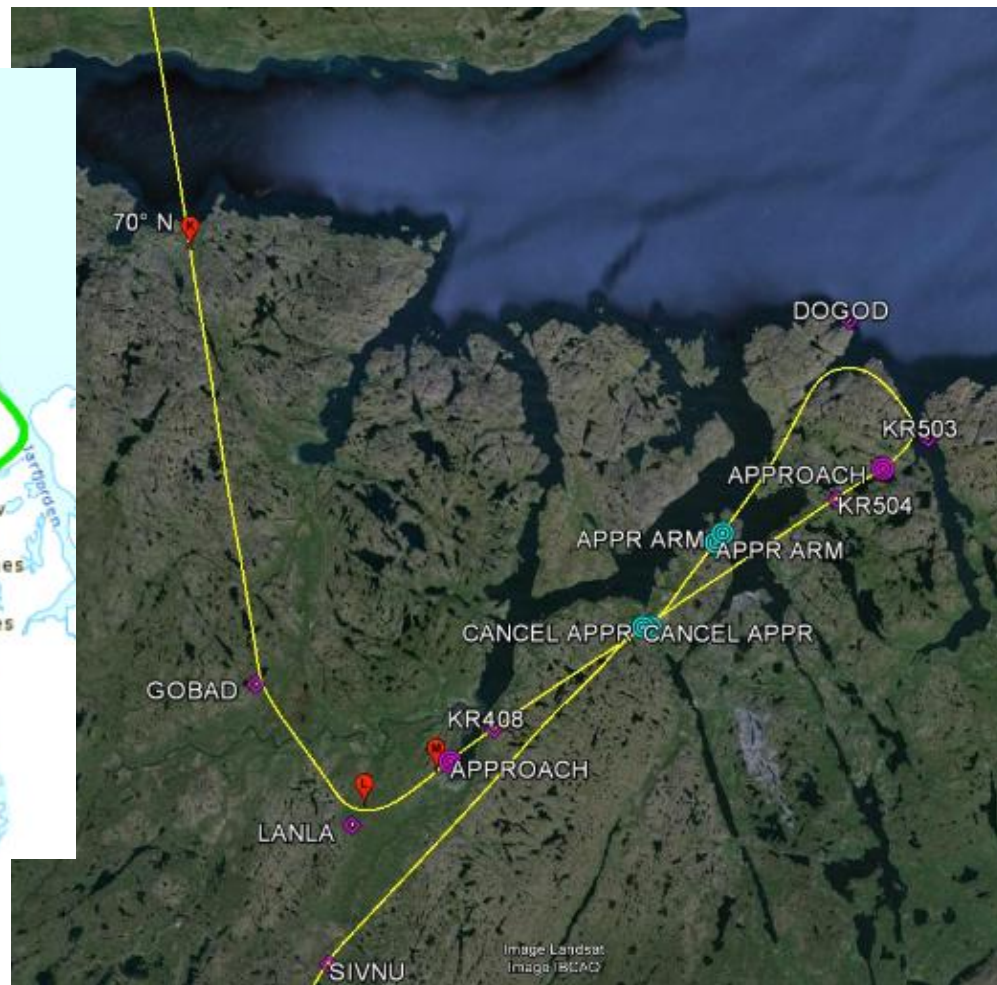 70° N
K
DOGOD
KR503
APPROACH
KR504
APPR ARM
APPR ARM
CANCEL APPR
CANCEL APPR
GOBAD
KR408
M
APPROACH
L
LANLA
SIVNU
Image Landsat
Image IBCAO